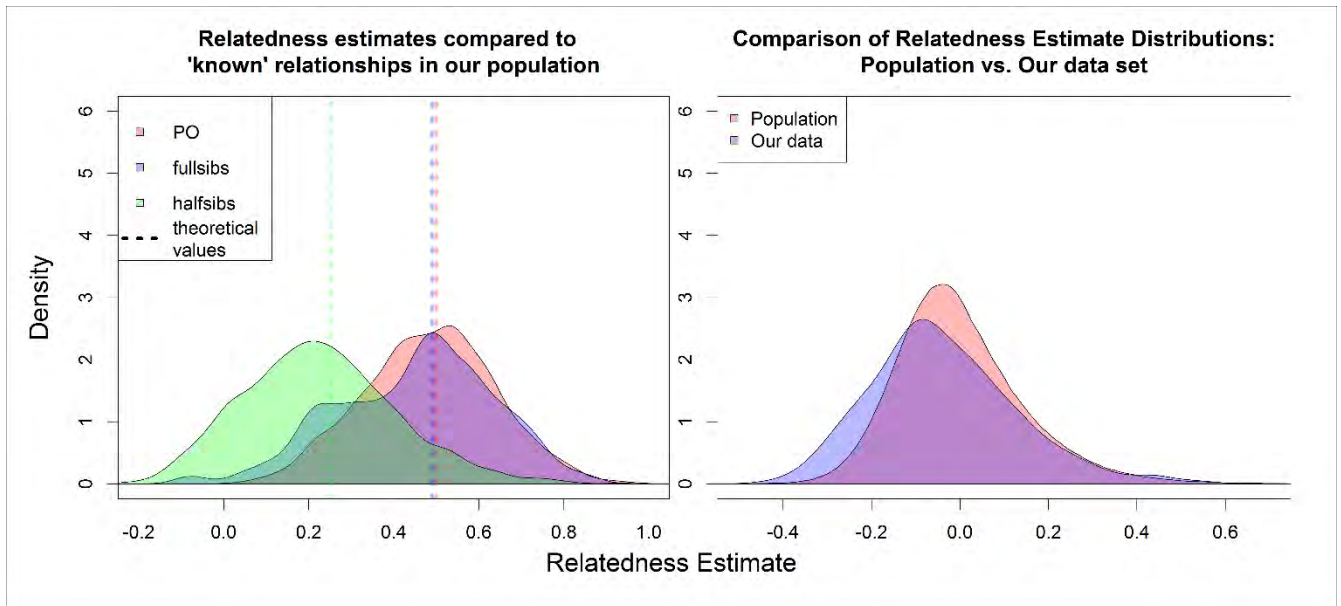 Relatedness estimates compared to
'known' relationships in our population
Comparison of Relatedness Estimate Distributions:
Population vs. Our data set
6
5
4
3
2
1
0
Density
PO
fullsibs
halfsibs
theoretical
values
-0.2 0.0 0.2 0.4 0.6 0.8 1.0
6
5
4
3
2
1
0
Population
Our data
-0.4 -0.2 0.0 0.2 0.4 0.6
Relatedness Estimate